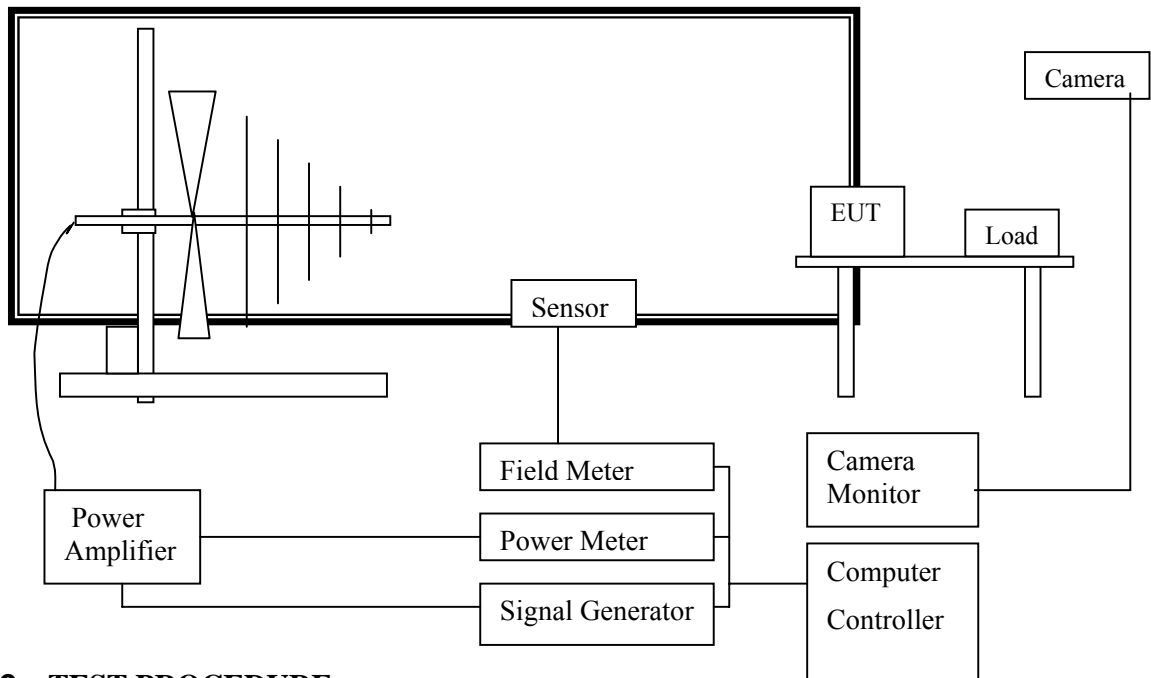 Camera
EUT
Load
Sensor
Field Meter
Camera
Monitor
Power
Amplifier
Power Meter
Computer
Controller
Signal Generator
TEST PROCEDURE